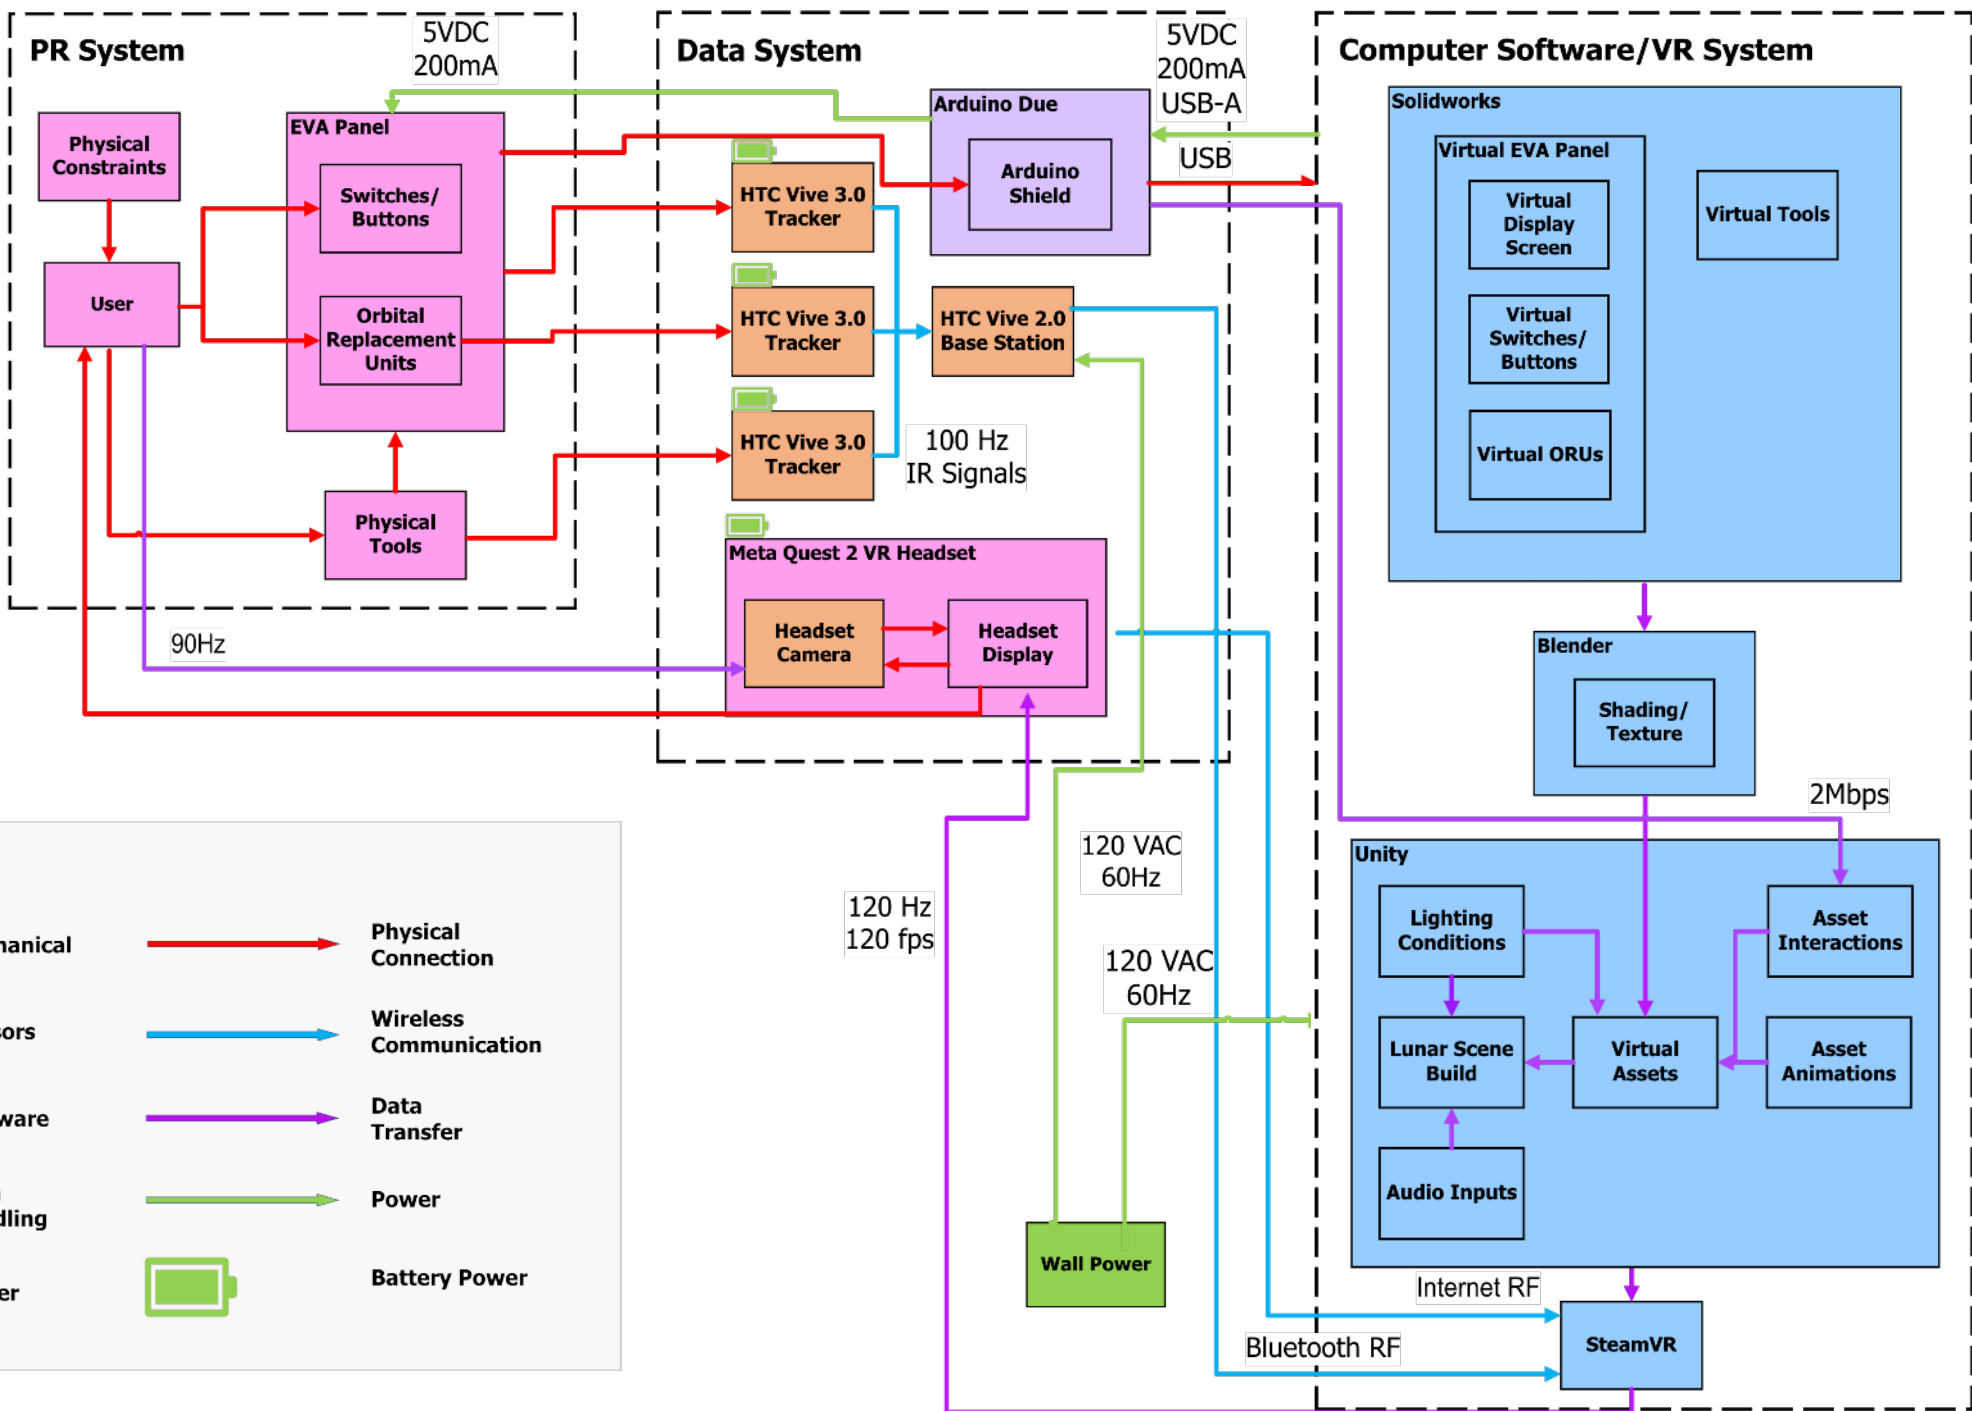 PR System
5VDC
200mA
Physical
Constraints
EVA Panel
Switches/
Buttons
User
Orbital
Replacement
Units
Physical
Tools
90Hz
Data System
5VDC
200mA
USB-A
USB
Arduino Due
Arduino
Shield
HTC Vive 3.0
Tracker
HTC Vive 3.0
Tracker
HTC Vive 2.0
Base Station
HTC Vive 3.0
Tracker
100 Hz
IR Signals
Meta Quest 2 VR Headset
Headset
Camera
Headset
Display
Computer Software/VR System
Solidworks
Virtual EVA Panel
Virtual
Display
Screen
Virtual Tools
Virtual
Switches/
Buttons
Virtual ORUs
Blender
Shading/
Texture
2Mbps
Unity
Lighting
Conditions
Asset
Interactions
Lunar Scene
Build
Virtual
Assets
Asset
Animations
Audio Inputs
Internet RF
Bluetooth RF
SteamVR
120 VAC
60Hz
120 Hz
120 fps
120 VAC
60Hz
Wall Power
Physical
Connection
Wireless
Communication
Data
Transfer
Power
Battery Power